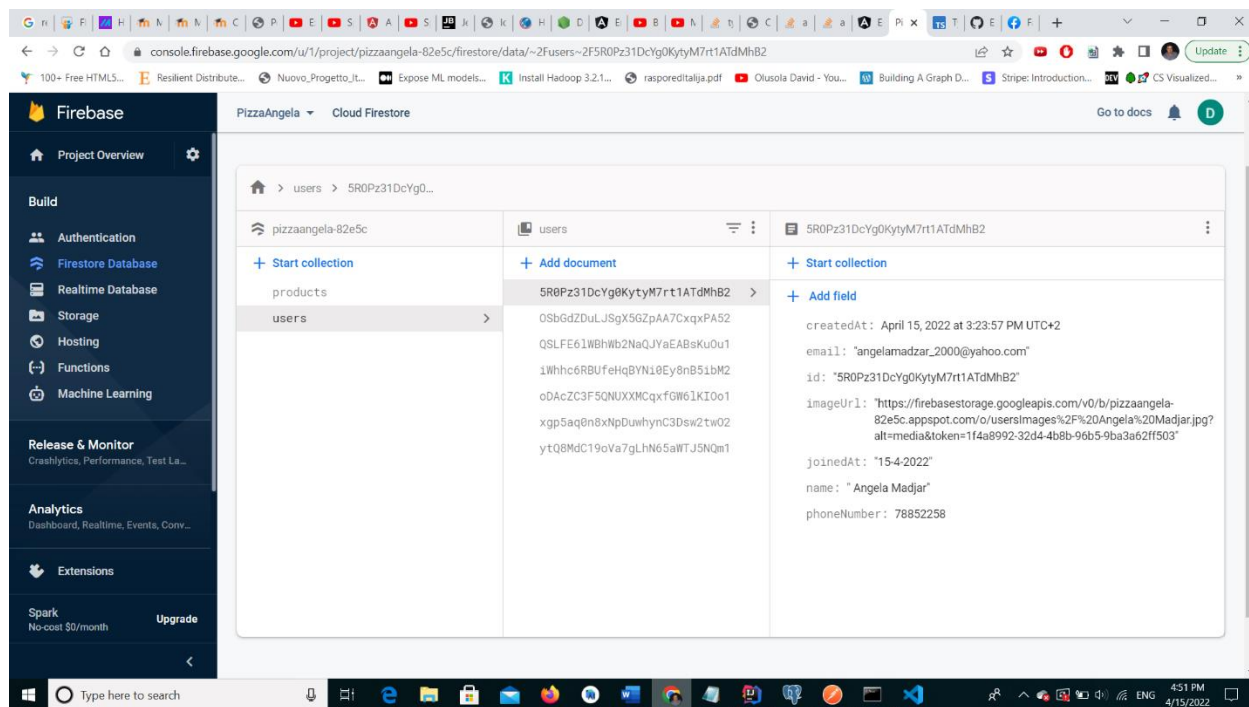 console.firebase.google.com/u/1/project/pizzaangela-82e5c/firestore/data/~2Fusers~2F5R0Pz31DcYg0KytyM7rt1ATdMhB2
Update
100+ Free HTML5...
Resilient Distribute...
Nuovo_Progetto_It...
Expose ML models...
Install Hadoop 3.2.1...
rasporeditalija.pdf
Olusola David - You...
Building A Graph D...
Stripe: Introduction...
CS Visualized...
Firebase
PizzaAngela
Cloud Firestore
Go to docs
D
Project Overview
Build
Authentication
Firestore Database
Realtime Database
Storage
Hosting
Functions
Machine Learning
Release & Monitor
Crashlytics, Performance, Test La...
Analytics
Dashboard, Realtime, Events, Conv...
Extensions
Spark
No-cost $0/month
Upgrade
> users > 5R0Pz31DcYg0...
pizzaangela-82e5c
+ Start collection
products
users
users
+ Add document
5R0Pz31DcYg0KytyM7rt1ATdMhB2
OSbGdZDuLJSgX5GZpAA7CxqxPA52
QSLFE6lWBhWb2NaQJYaEABsKuOu1
iWhhc6RBUfeHqBYNi0Ey8nB5ibM2
oDAcZC3F5QNUXXMCqxfGW6lKIOo1
xgp5aq0n8xNpDuwhynC3Dsw2twO2
ytQ8MdC19oVa7gLhN65aWTJ5NQm1
5R0Pz31DcYg0KytyM7rt1ATdMhB2
+ Start collection
+ Add field
createdAt: April 15, 2022 at 3:23:57 PM UTC+2
email: "angelamadzar_2000@yahoo.com"
id: "5R0Pz31DcYg0KytyM7rt1ATdMhB2"
imageUrl: "https://firebasestorage.googleapis.com/v0/b/pizzaangela-
82e5c.appspot.com/o/usersImages%2F%20Angela%20Madjar.jpg?
alt=media&token=1f4a8992-32d4-4b8b-96b5-9ba3a62ff503"
joinedAt: "15-4-2022"
name: " Angela Madjar"
phoneNumber: 78852258
Type here to search
ENG
4:51 PM
4/15/2022